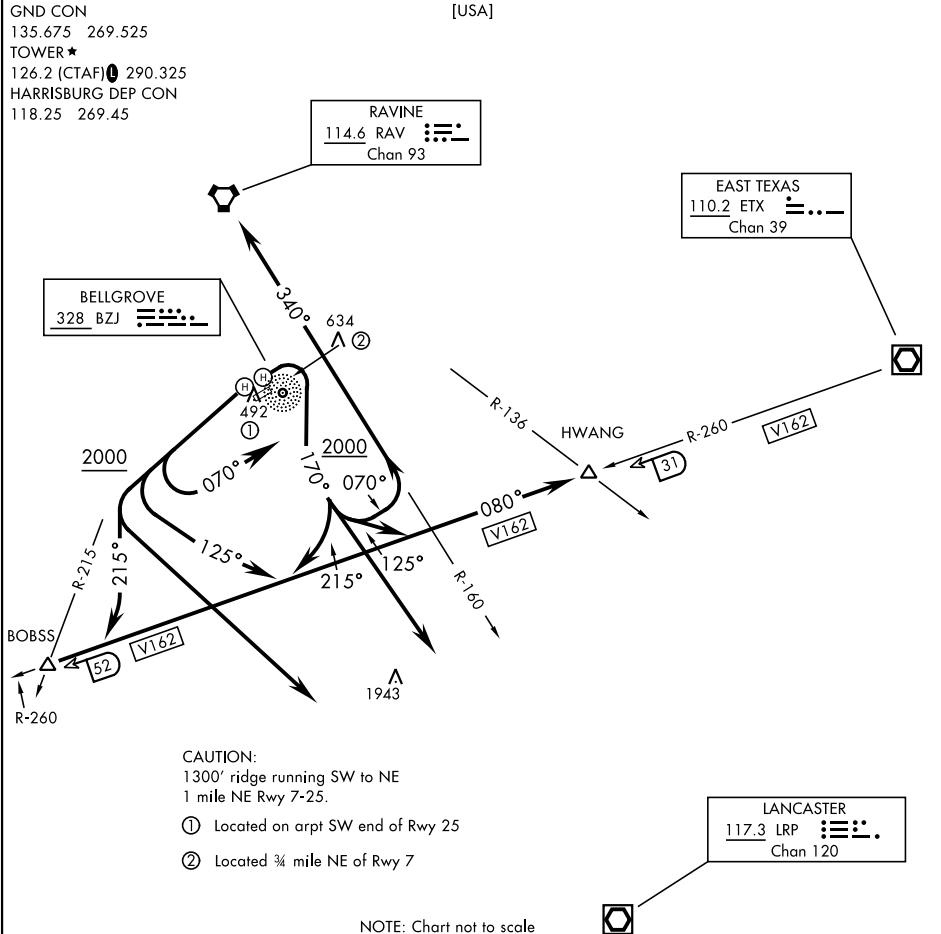 GND CON
[USA]
135.675 269.525
TOWER★
126.2 (CTAF) L 290.325
HARRISBURG DEP CON
118.25 269.45
RAVINE
114.6 RAV
Chan 93
EAST TEXAS
110.2 ETX
Chan 39
BELLGROVE
328 BZJ
340°
634
②
H H
492
①
R-136
HWANG
R-260
V162
31
2000
070°
170°
2000
070°
080°
V162
R-215
215°
125°
215°
125°
R-160
BOBSS
V162
52
R-260
1943
CAUTION:
1300' ridge running SW to NE
1 mile NE Rwy 7-25.
① Located on arpt SW end of Rwy 25
② Located ¾ mile NE of Rwy 7
LANCASTER
117.3 LRP
Chan 120
NOTE: Chart not to scale